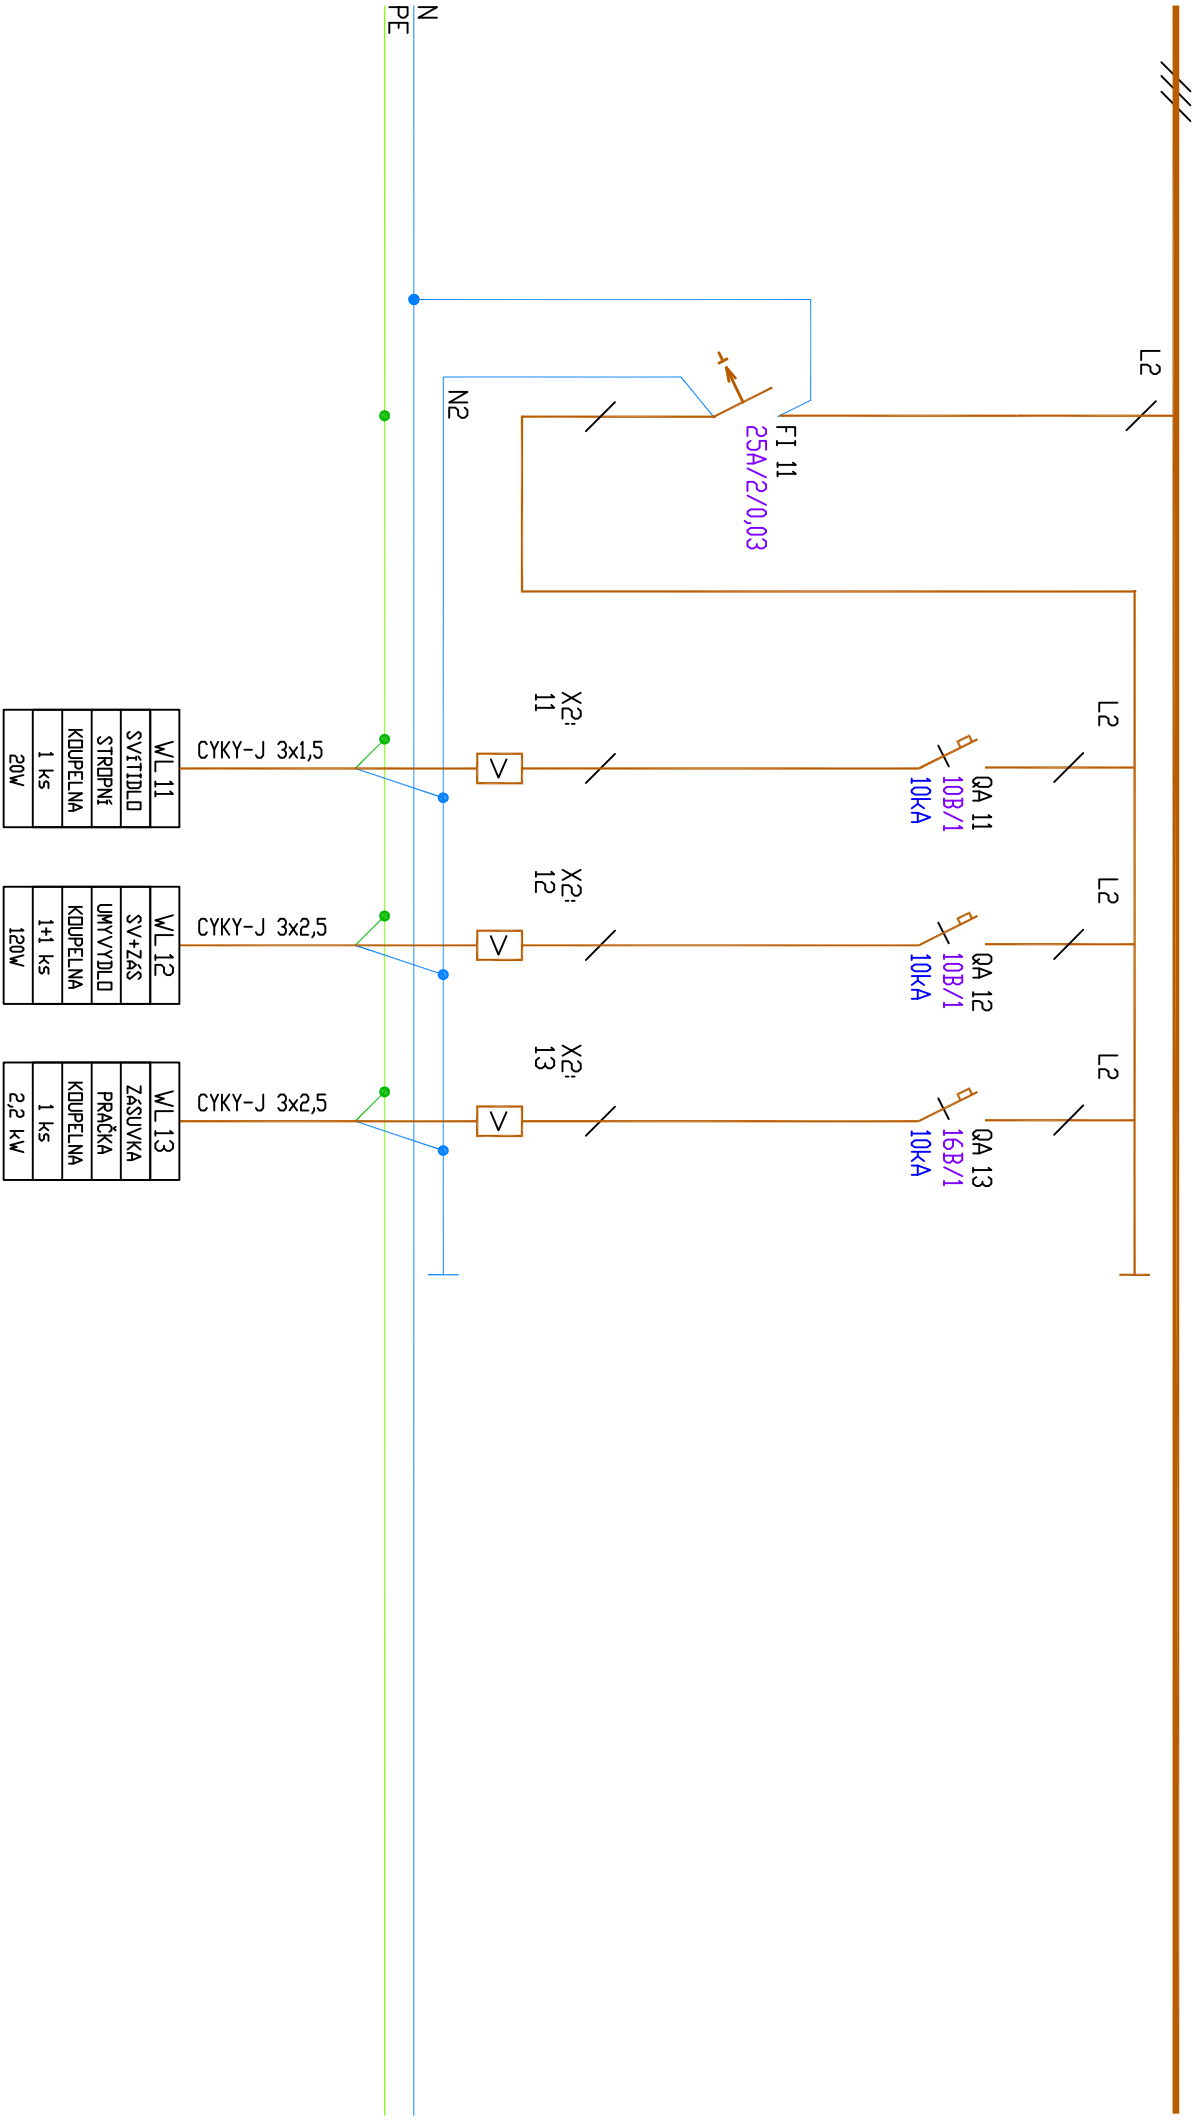 L2
FI 11
25A/2/0,03
N2
N
PE
L2
QA 11
10B/1
10kA
X2:
11
CYKY-J 3x1,5
WL 11
SVíTIDLO
STROPNÍ
KOUPELNA
1 ks
20W
L2
QA 12
10B/1
10kA
X2:
12
CYKY-J 3x2,5
WL 12
SV+ZáS
UMYVYDLO
KOUPELNA
1+1 ks
120W
L2
QA 13
16B/1
10kA
X2:
13
CYKY-J 3x2,5
WL 13
ZáSUVKA
PRAČKA
KOUPELNA
1 ks
2,2 kW